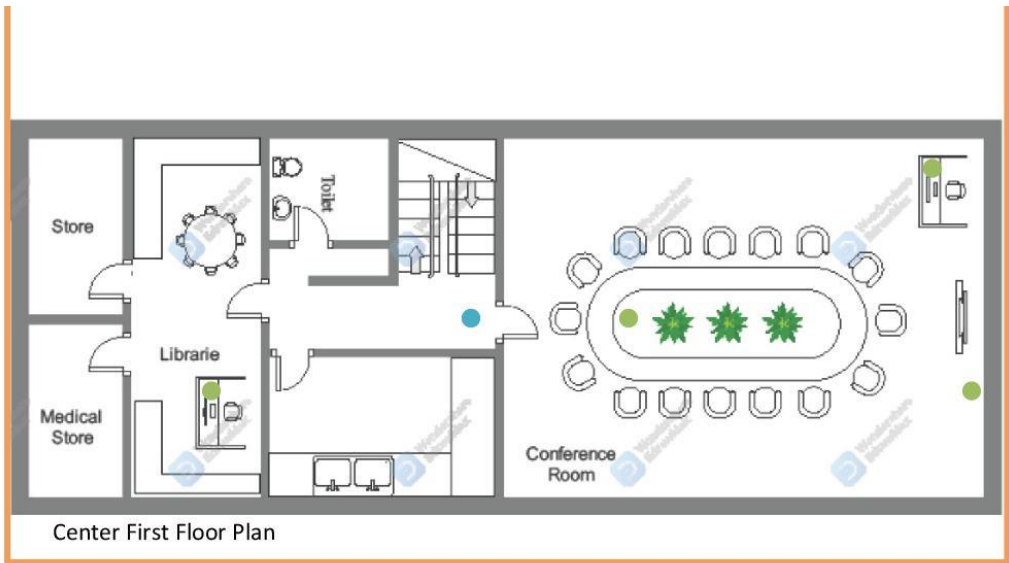 Store
Toilet
Librarie
Medical
Store
Conference
Room
Center First Floor Plan